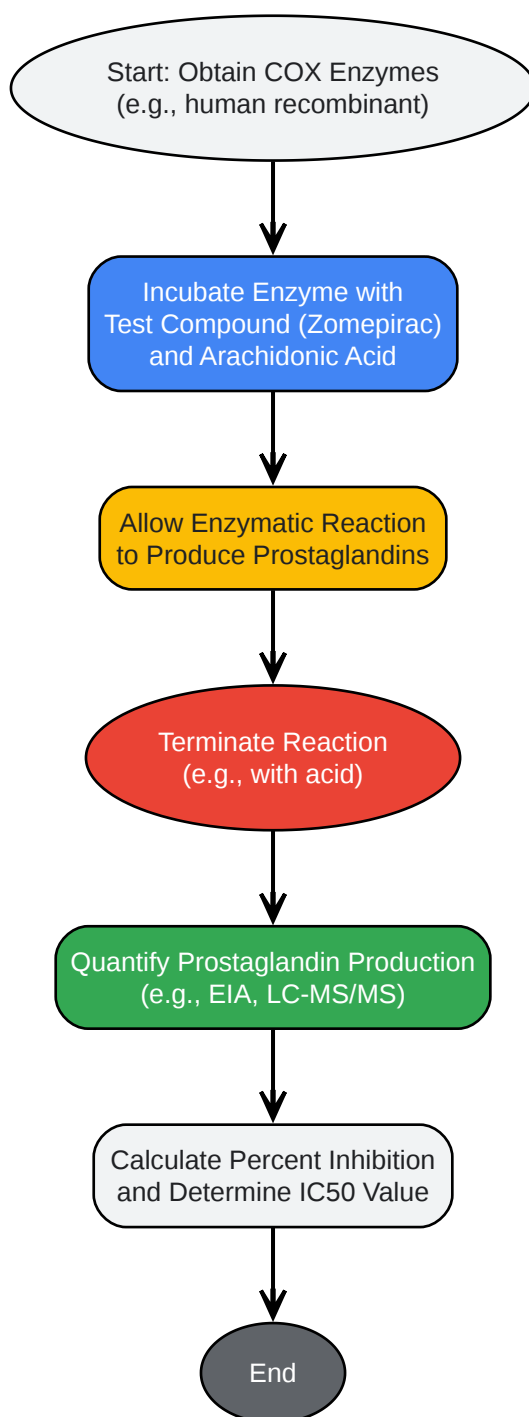 Start: Obtain COX Enzymes
(e.g., human recombinant)
Incubate Enzyme with
Test Compound (Zomepirac)
and Arachidonic Acid
Allow Enzymatic Reaction
to Produce Prostaglandins
Terminate Reaction
(e.g., with acid)
Quantify Prostaglandin Production
(e.g., EIA, LC-MS/MS)
Calculate Percent Inhibition
and Determine IC50 Value
End